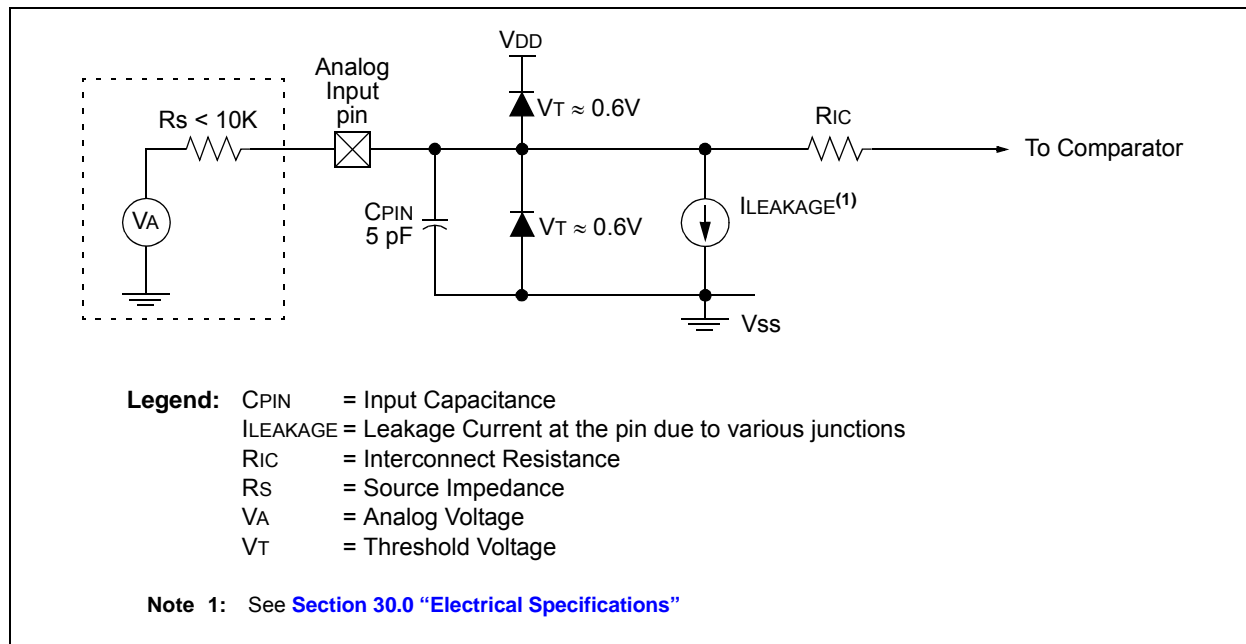 VDD
Analog
Input
pin
VT ≈ 0.6V
Rs < 10K
RIC
To Comparator
VA
CPIN
5 pF
VT ≈ 0.6V
ILEAKAGE(1)
Vss
Legend: CPIN = Input Capacitance
ILEAKAGE = Leakage Current at the pin due to various junctions
RIC = Interconnect Resistance
RS = Source Impedance
VA = Analog Voltage
VT = Threshold Voltage
Note 1: See Section 30.0 “Electrical Specifications”